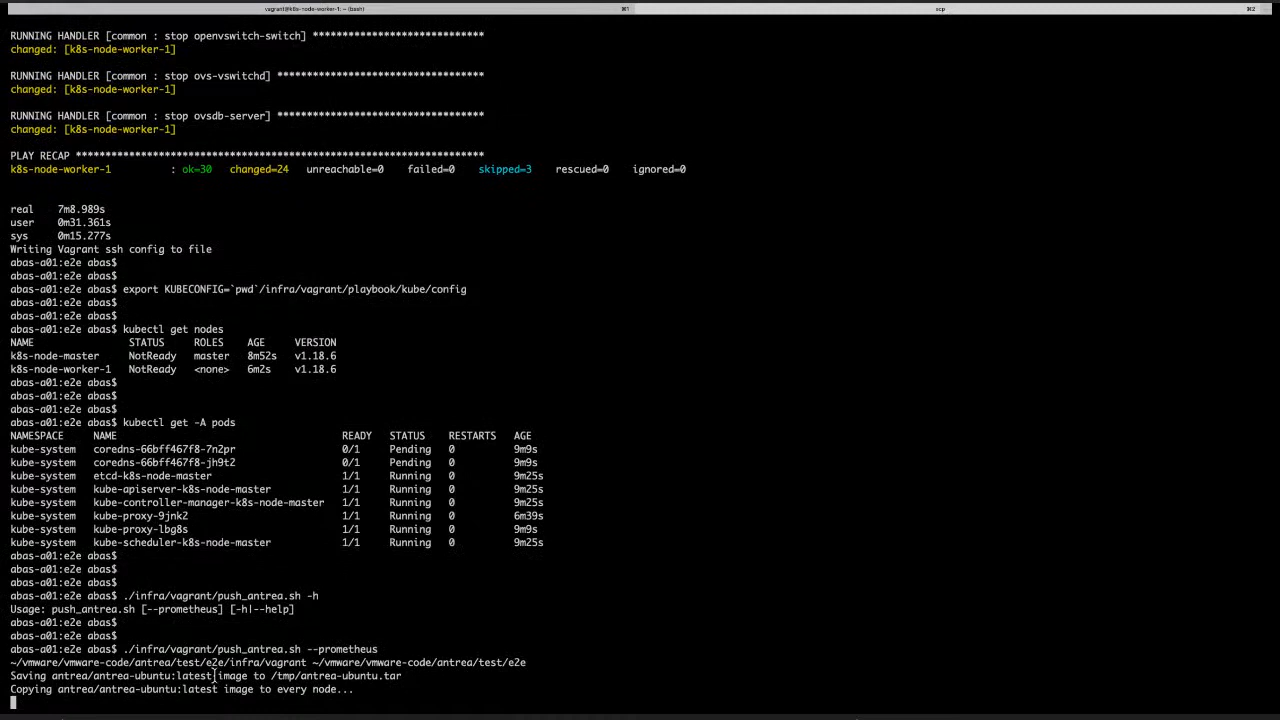 vagrant@k8s-node-worker-1: ~ (bash) ⌘1 scp ⌘2
RUNNING HANDLER [common : stop openvswitch-switch] *****************************
changed: [k8s-node-worker-1]
RUNNING HANDLER [common : stop ovs-vswitchd] ***********************************
changed: [k8s-node-worker-1]
RUNNING HANDLER [common : stop ovsdb-server] ***********************************
changed: [k8s-node-worker-1]
PLAY RECAP *********************************************************************
k8s-node-worker-1 : ok=30 changed=24 unreachable=0 failed=0 skipped=3 rescued=0 ignored=0
real 7m8.989s
user 0m31.361s
sys 0m15.277s
Writing Vagrant ssh config to file
abas-a01:e2e abas$
abas-a01:e2e abas$
abas-a01:e2e abas$ export KUBECONFIG=`pwd`/infra/vagrant/playbook/kube/config
abas-a01:e2e abas$
abas-a01:e2e abas$
abas-a01:e2e abas$ kubectl get nodes
NAME STATUS ROLES AGE VERSION
k8s-node-master NotReady master 8m52s v1.18.6
k8s-node-worker-1 NotReady <none> 6m2s v1.18.6
abas-a01:e2e abas$
abas-a01:e2e abas$
abas-a01:e2e abas$
abas-a01:e2e abas$ kubectl get -A pods
NAMESPACE NAME READY STATUS RESTARTS AGE
kube-system coredns-66bff467f8-7n2pr 0/1 Pending 0 9m9s
kube-system coredns-66bff467f8-jh9t2 0/1 Pending 0 9m9s
kube-system etcd-k8s-node-master 1/1 Running 0 9m25s
kube-system kube-apiserver-k8s-node-master 1/1 Running 0 9m25s
kube-system kube-controller-manager-k8s-node-master 1/1 Running 0 9m25s
kube-system kube-proxy-9jnk2 1/1 Running 0 6m39s
kube-system kube-proxy-lbg8s 1/1 Running 0 9m9s
kube-system kube-scheduler-k8s-node-master 1/1 Running 0 9m25s
abas-a01:e2e abas$
abas-a01:e2e abas$
abas-a01:e2e abas$
abas-a01:e2e abas$ ./infra/vagrant/push_antrea.sh -h
Usage: push_antrea.sh [--prometheus] [-h|--help]
abas-a01:e2e abas$
abas-a01:e2e abas$
abas-a01:e2e abas$ ./infra/vagrant/push_antrea.sh --prometheus
~/vmware/vmware-code/antrea/test/e2e/infra/vagrant ~/vmware/vmware-code/antrea/test/e2e
Saving antrea/antrea-ubuntu:latest image to /tmp/antrea-ubuntu.tar
Copying antrea/antrea-ubuntu:latest image to every node...